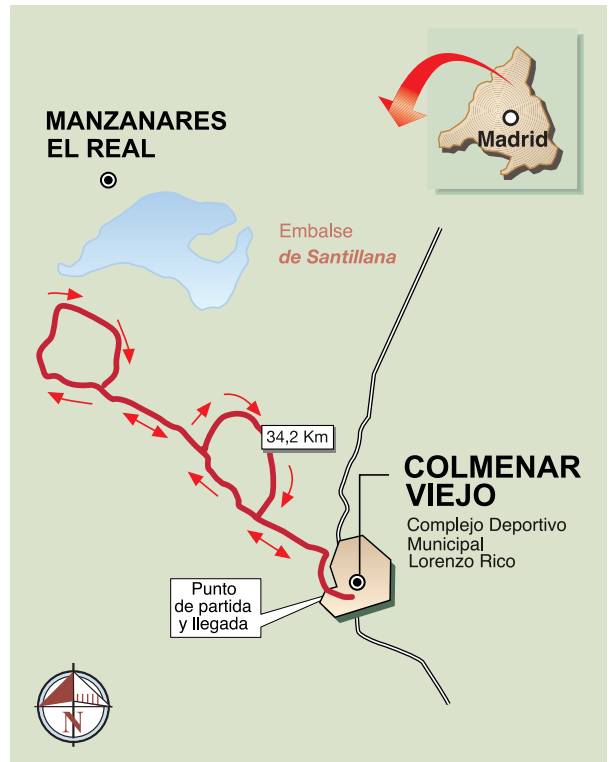 MANZANARES
EL REAL
Madrid
Embalse
de Santillana
34,2 Km
COLMENAR
VIEJO
Complejo Deportivo
Municipal
Lorenzo Rico
Punto
de partida
y llegada
N